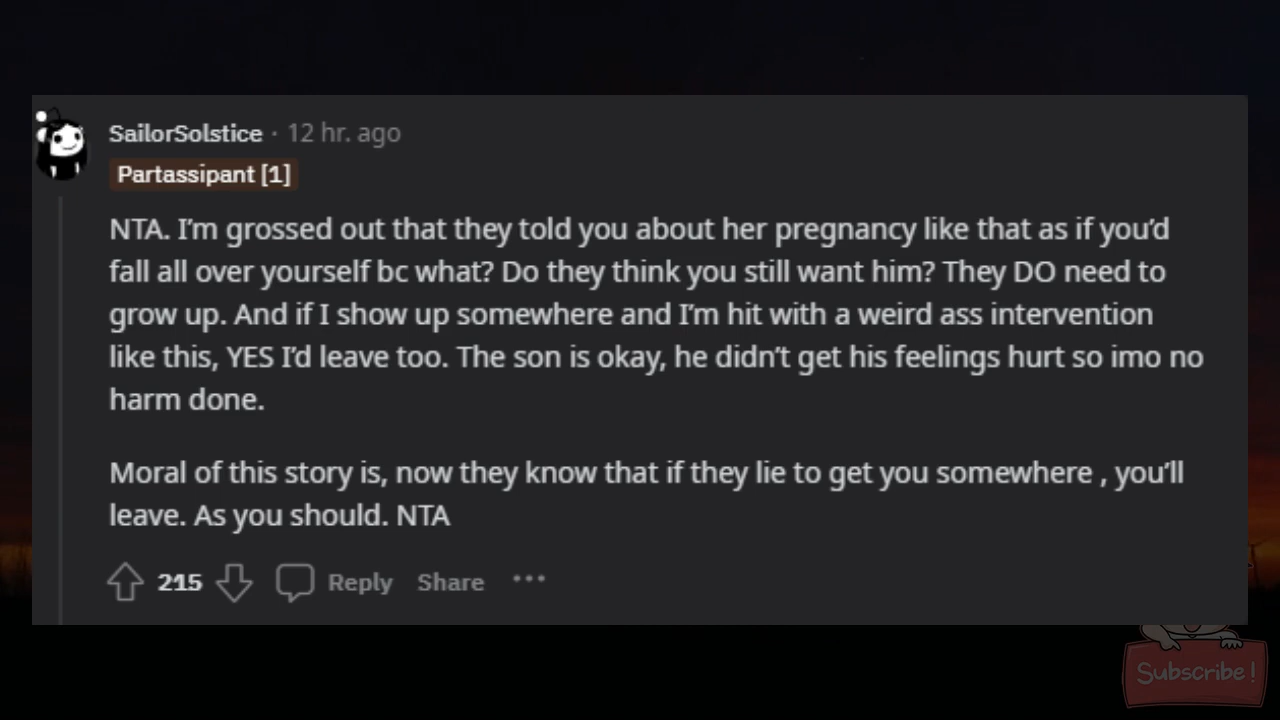 SailorSolstice · 12 hr. ago
Partassipant [1]
NTA. I’m grossed out that they told you about her pregnancy like that as if you’d
fall all over yourself bc what? Do they think you still want him? They DO need to
grow up. And if I show up somewhere and I’m hit with a weird ass intervention
like this, YES I’d leave too. The son is okay, he didn’t get his feelings hurt so imo no
harm done.
Moral of this story is, now they know that if they lie to get you somewhere , you’ll
leave. As you should. NTA
215 Reply Share ···
Subscribe!